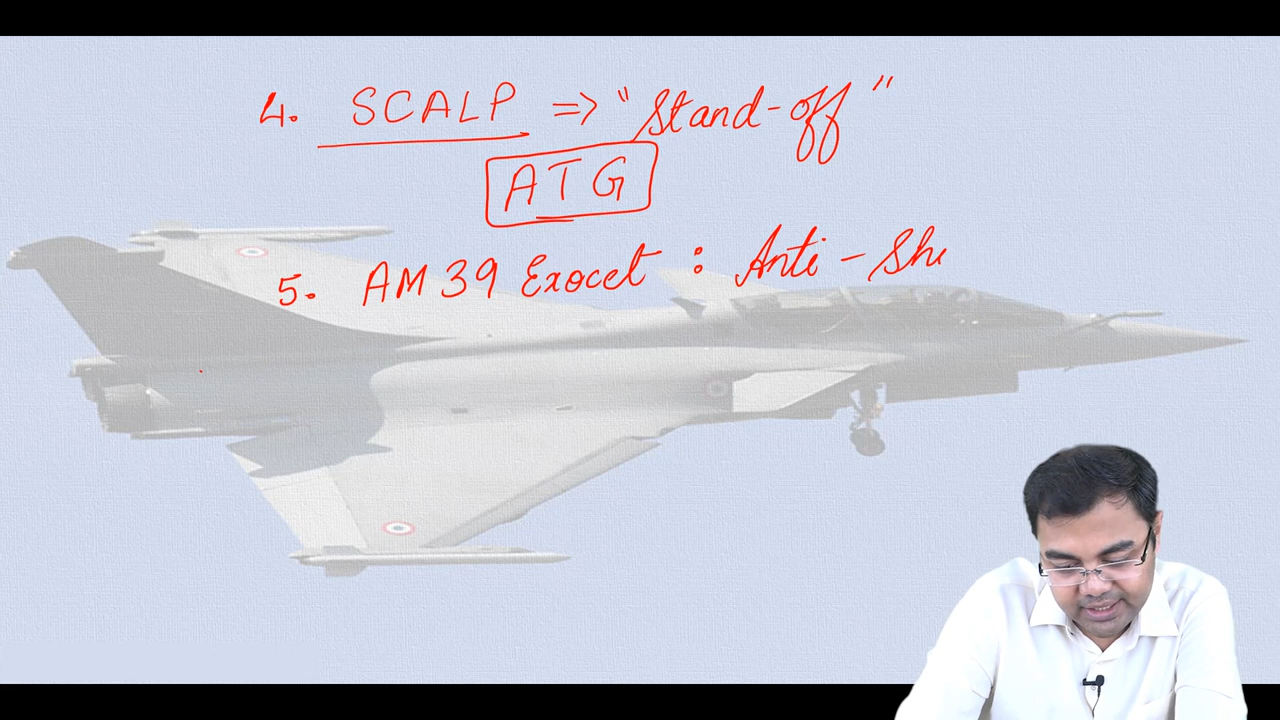 4. SCALP => "Stand-off"
ATG
5. AM 39 Exocet : Anti - Sh